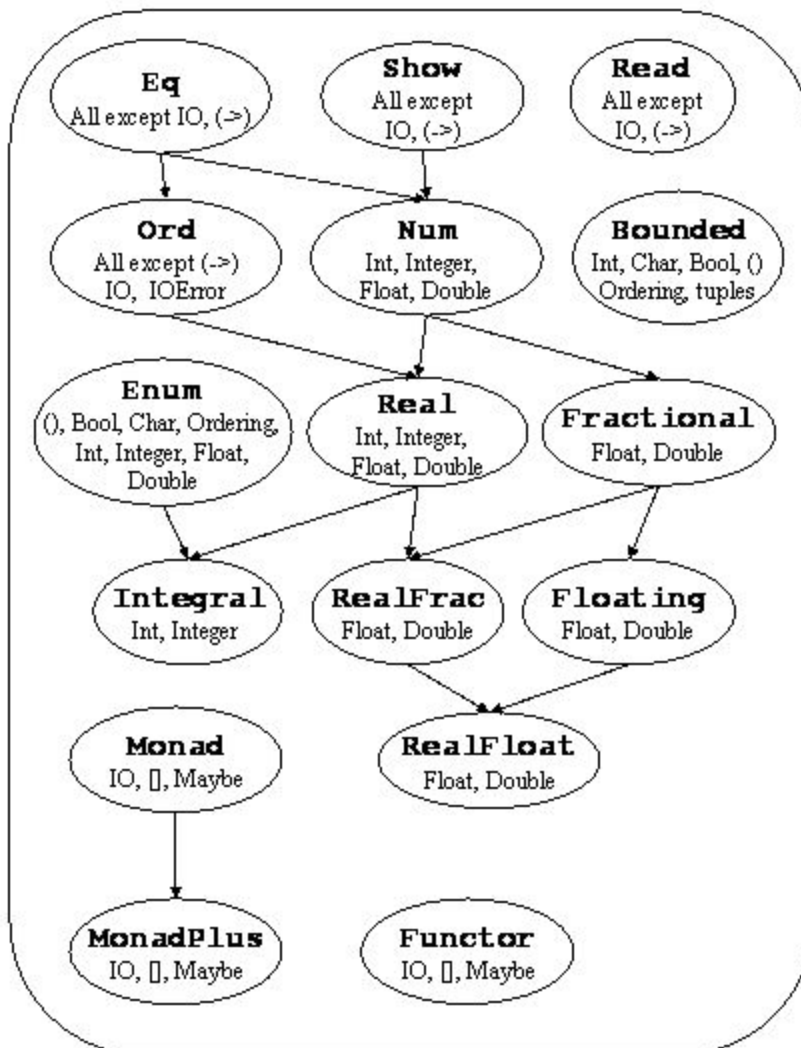 Eq
All except IO, (->)
Show
All except
IO, (->)
Read
All except
IO, (->)
Ord
All except (->)
IO, IOError
Num
Int, Integer,
Float, Double
Bounded
Int, Char, Bool, ()
Ordering, tuples
Enum
(), Bool, Char, Ordering,
Int, Integer, Float,
Double
Real
Int, Integer,
Float, Double
Fractional
Float, Double
Integral
Int, Integer
RealFrac
Float, Double
Floating
Float, Double
Monad
IO, [], Maybe
RealFloat
Float, Double
MonadPlus
IO, [], Maybe
Functor
IO, [], Maybe